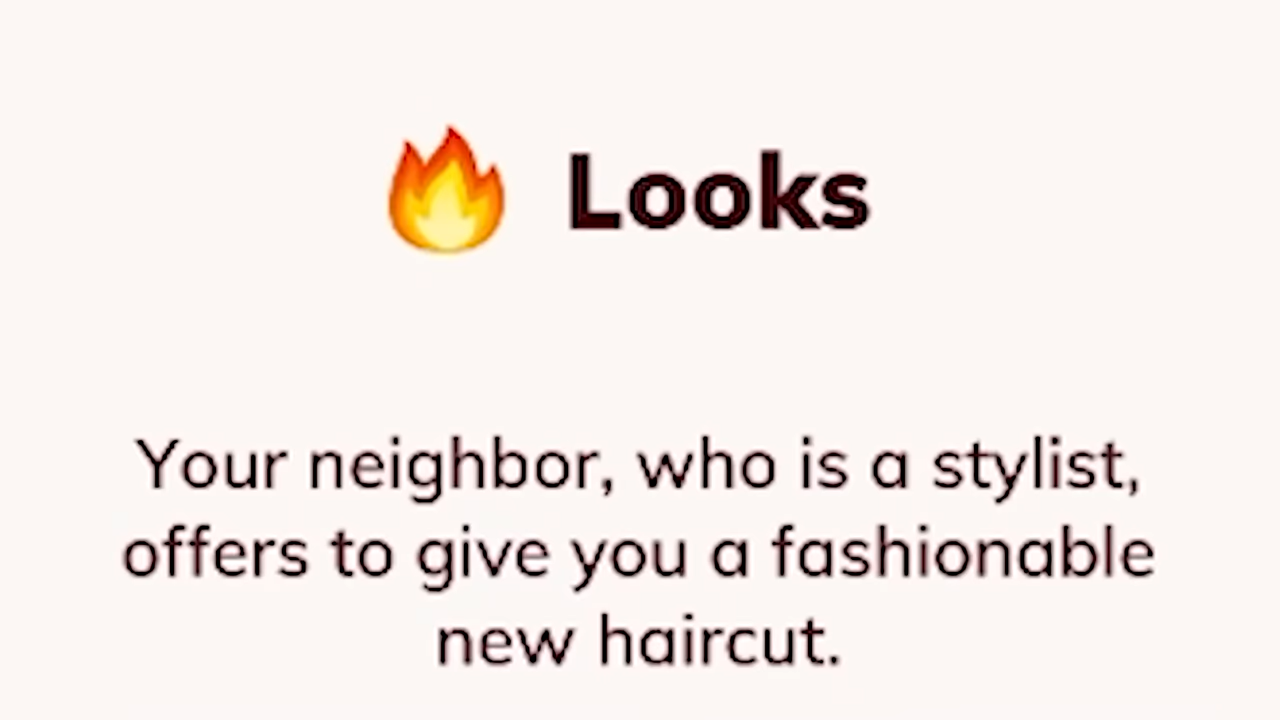 🔥 Looks
Your neighbor, who is a stylist,
offers to give you a fashionable
new haircut.